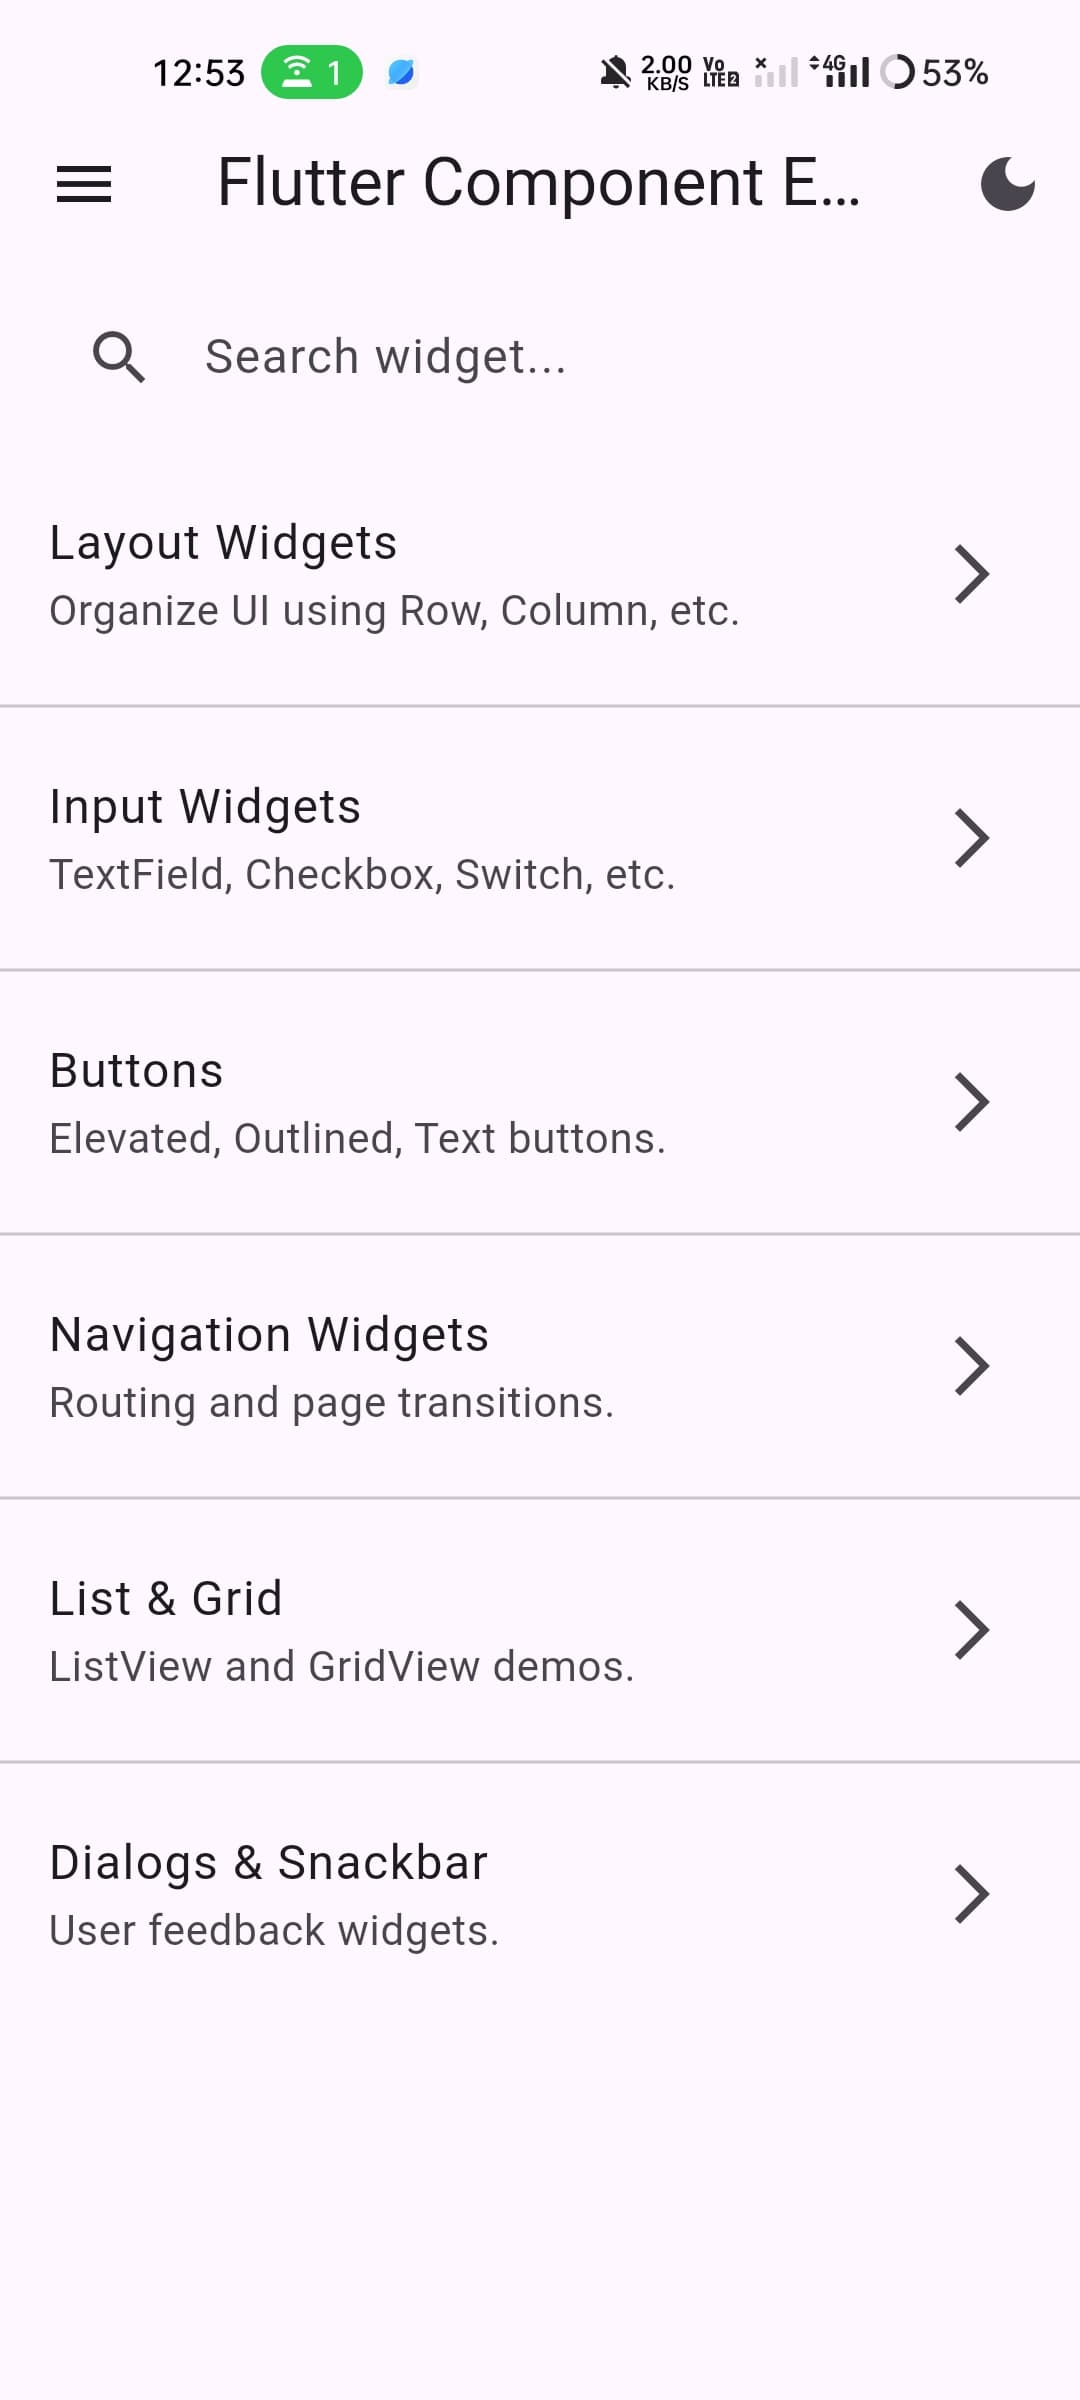 12:53 1 2.00 KB/S Vo LTE 2 4G 53%
Flutter Component E...
Search widget...
Layout Widgets
Organize UI using Row, Column, etc.
Input Widgets
TextField, Checkbox, Switch, etc.
Buttons
Elevated, Outlined, Text buttons.
Navigation Widgets
Routing and page transitions.
List & Grid
ListView and GridView demos.
Dialogs & Snackbar
User feedback widgets.